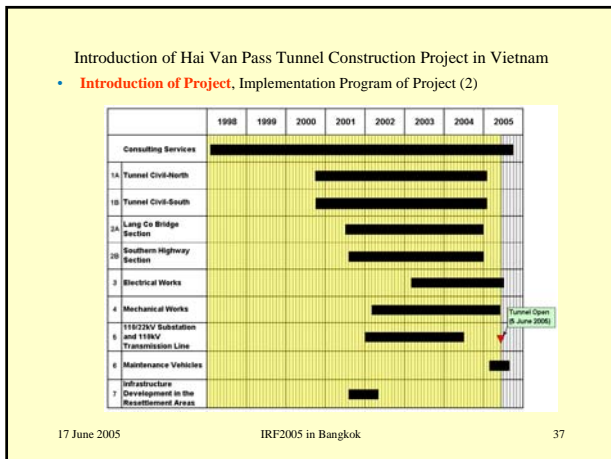 Introduction of Hai Van Pass Tunnel Construction Project in Vietnam
• Introduction of Project, Implementation Program of Project (2)
1998 1999 2000 2001 2002 2003 2004 2005
Consulting Services
1A Tunnel Civil-North
1B Tunnel Civil-South
2A Lang Co Bridge
Section
2B Southern Highway
Section
3 Electrical Works
4 Mechanical Works
Tunnel Open
(5 June 2005)
5 110/22kV Substation
and 110kV
Transmission Line
6 Maintenance Vehicles
7 Infrastructure
Development in the
Resettlement Areas
17 June 2005 IRF2005 in Bangkok 37